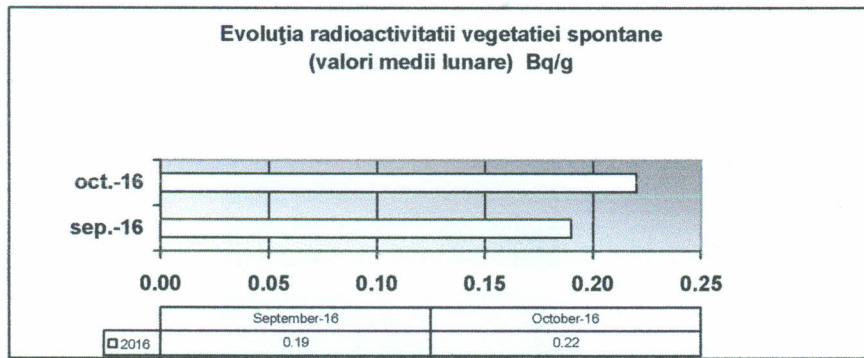 Evoluţia radioactivitatii vegetatiei spontane
(valori medii lunare) Bq/g
oct.-16
sep.-16
0.00 0.05 0.10 0.15 0.20 0.25
September-16 October-16
2016 0.19 0.22